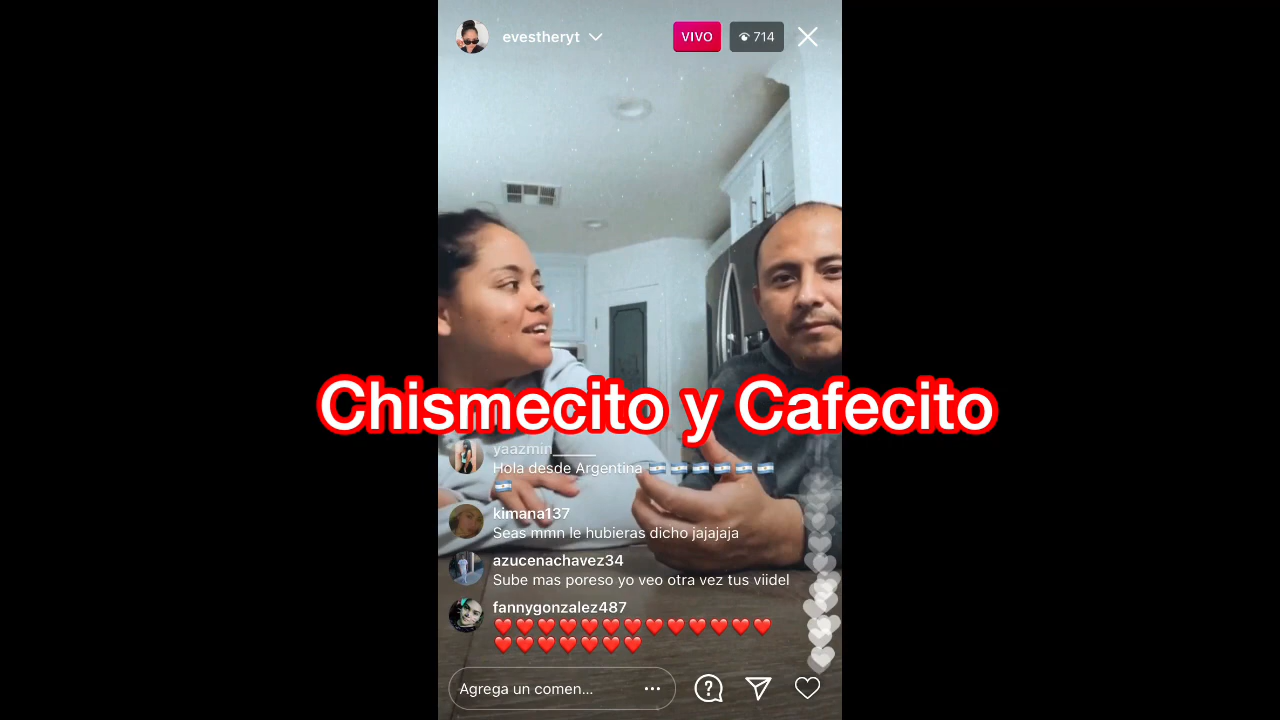 evestheryt
VIVO
714
Chismecito y Cafecito
yaazmin_____
Hola desde Argentina 🇦🇷🇦🇷🇦🇷🇦🇷🇦🇷🇦🇷
🇦🇷
kimana137
Seas mmn le hubieras dicho jajajaja
azucenachavez34
Sube mas poreso yo veo otra vez tus viidel
fannygonzalez487
❤️❤️❤️❤️❤️❤️❤️❤️❤️❤️❤️❤️❤️
❤️❤️❤️❤️❤️❤️❤️
Agrega un comen...